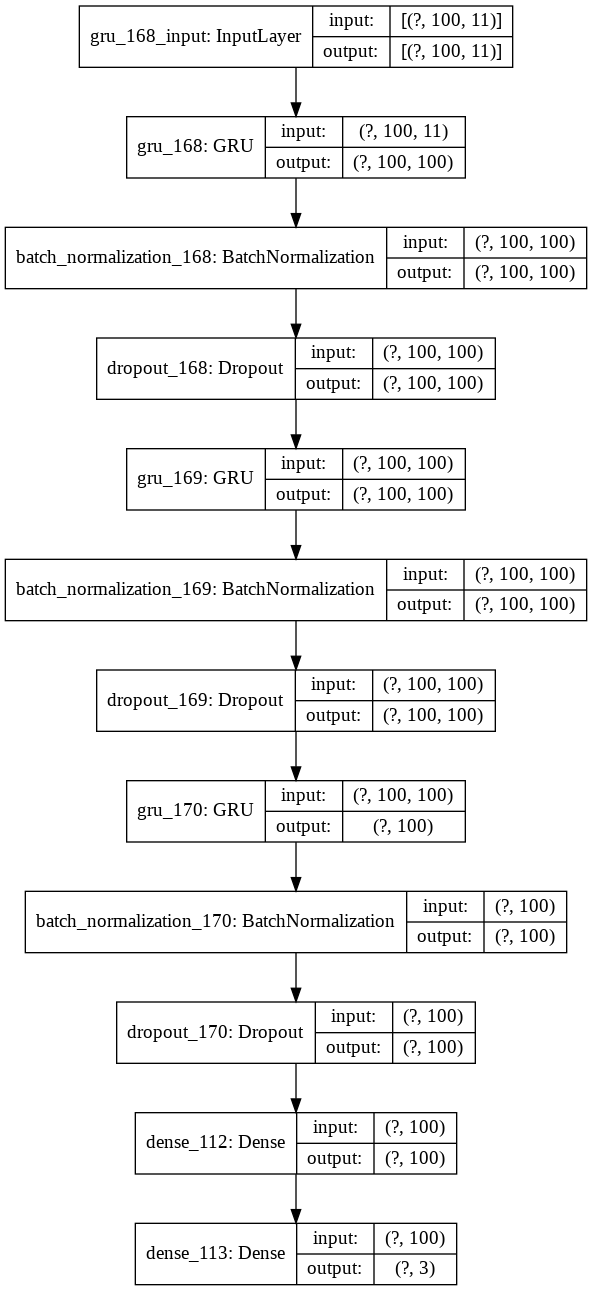 gru_168_input: InputLayer
input: [(?, 100, 11)]
output: [(?, 100, 11)]
gru_168: GRU
input: (?, 100, 11)
output: (?, 100, 100)
batch_normalization_168: BatchNormalization
input: (?, 100, 100)
output: (?, 100, 100)
dropout_168: Dropout
input: (?, 100, 100)
output: (?, 100, 100)
gru_169: GRU
input: (?, 100, 100)
output: (?, 100, 100)
batch_normalization_169: BatchNormalization
input: (?, 100, 100)
output: (?, 100, 100)
dropout_169: Dropout
input: (?, 100, 100)
output: (?, 100, 100)
gru_170: GRU
input: (?, 100, 100)
output: (?, 100)
batch_normalization_170: BatchNormalization
input: (?, 100)
output: (?, 100)
dropout_170: Dropout
input: (?, 100)
output: (?, 100)
dense_112: Dense
input: (?, 100)
output: (?, 100)
dense_113: Dense
input: (?, 100)
output: (?, 3)